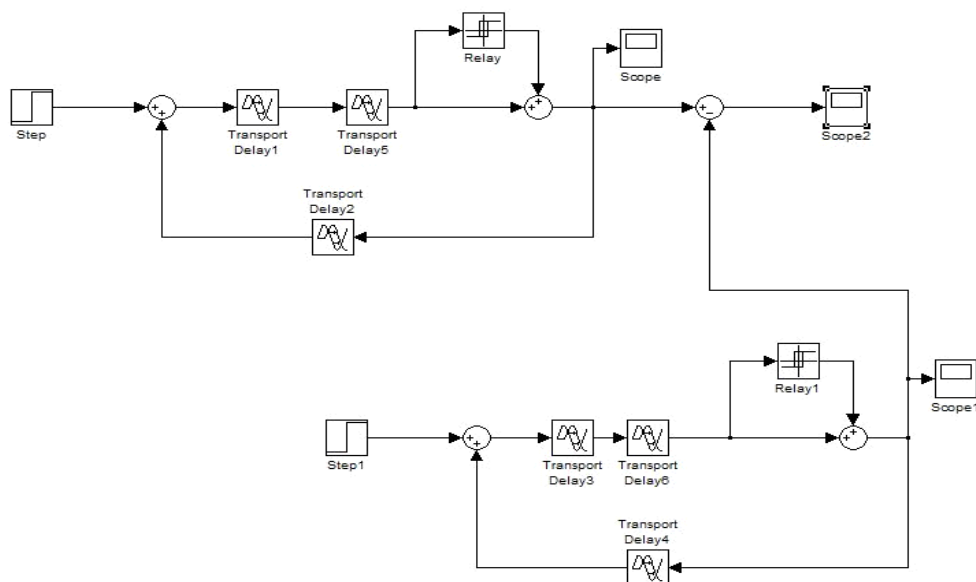 Relay
Scope
Step
Transport
Delay1
Transport
Delay5
Scope2
Transport
Delay2
Relay1
Scope1
Step1
Transport
Delay3
Transport
Delay6
Transport
Delay4